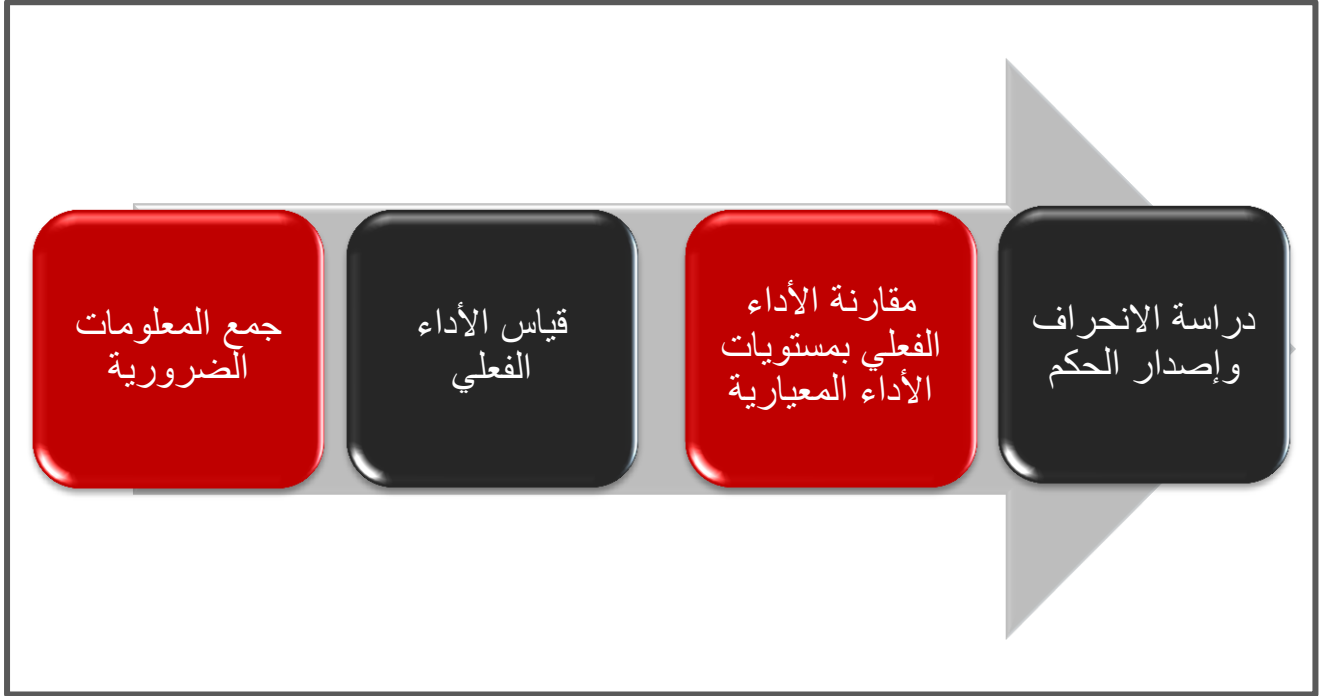 جمع المعلومات
الضرورية
قياس الأداء
الفعلي
مقارنة الأداء
الفعلي بمستويات
الأداء المعيارية
دراسة الانحراف
وإصدار الحكم